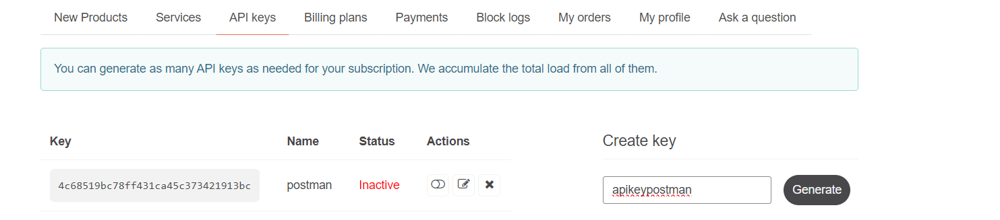 New Products Services API keys Billing plans Payments Block logs My orders My profile Ask a question
You can generate as many API keys as needed for your subscription. We accumulate the total load from all of them.
Key Name Status Actions
4c68519bc78ff431ca45c373421913bc postman Inactive
Create key
apikeypostman Generate